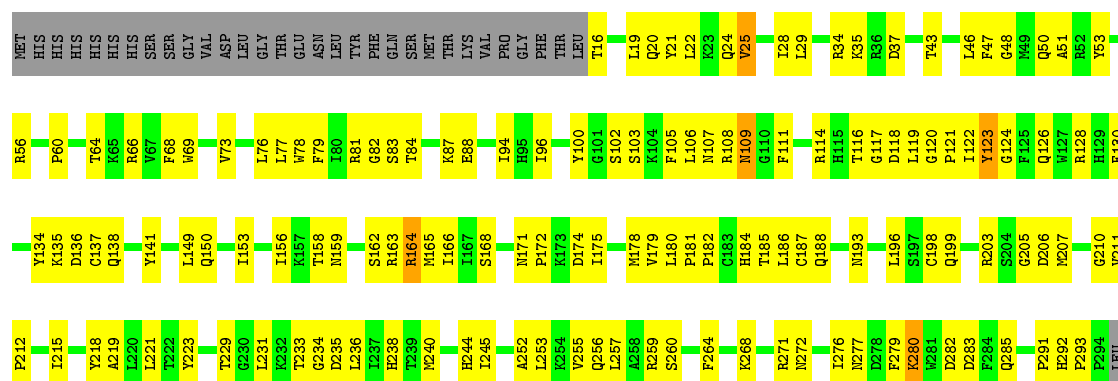 MET HIS HIS HIS HIS HIS HIS SER SER GLY VAL ASP LEU GLY THR GLU ASN LEU TYR PHE GLN SER MET THR LYS VAL PRO GLY PHE THR LEU T16 L19 Q20 Y21 L22 K23 Q24 V25 I28 L29 R34 K35 R36 D37 T43 L46 F47 G48 M49 Q50 A51 R52 Y53
R56 P60 T64 K65 R66 V67 F68 W69 V73 L76 L77 W78 F79 I80 R81 G82 S83 T84 K87 E88 I94 H95 I96 Y100 G101 S102 S103 K104 F105 L106 N107 R108 N109 G110 F111 R114 H115 T116 G117 D118 L119 G120 P121 I122 Y123 G124 F125 Q126 W127 R128 H129 F130
Y134 K135 D136 C137 Q138 Y141 L149 Q150 I153 I156 K157 T158 N159 S162 R163 R164 M165 I166 I167 S168 N171 P172 K173 D174 I175 M178 V179 L180 P181 P182 C183 H184 T185 L186 C187 Q188 N193 L196 S197 C198 Q199 R203 S204 G205 D206 M207 G210 V211
P212 I215 Y218 A219 L220 L221 T222 Y223 T229 G230 L231 K232 T233 G234 D235 L236 I237 H238 T239 M240 H244 I245 A252 L253 K254 V255 Q256 L257 A258 R259 S260 F264 K268 R271 N272 I276 N277 D278 F279 K280 W281 D282 D283 F284 Q285 P291 H292 P293 P294 LEU